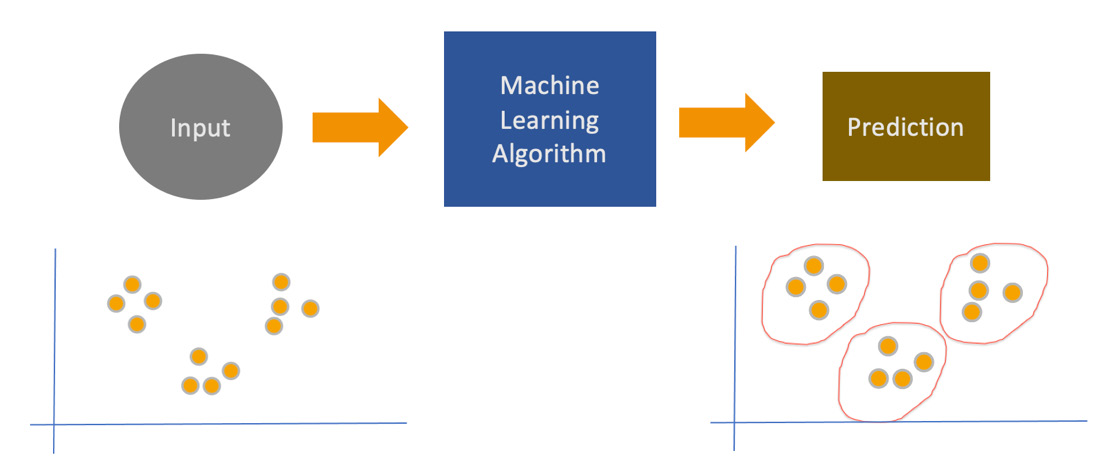 Input
Machine
Learning
Algorithm
Prediction